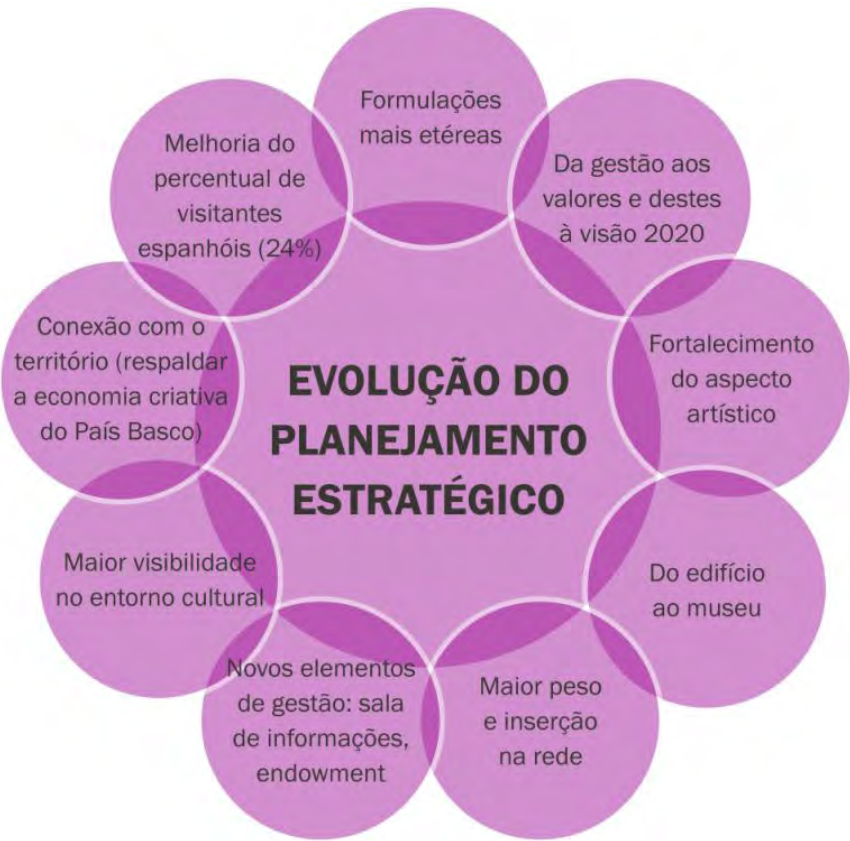 Formulações
mais etéreas
Da gestão aos
valores e destes
à visão 2020
Fortalecimento
do aspecto
artístico
Do edifício
ao museu
Maior peso
e inserção
na rede
Novos elementos
de gestão: sala
de informações,
endowment
Maior visibilidade
no entorno cultural
Conexão com o
território (respaldar
a economia criativa
do País Basco)
Melhoria do
percentual de
visitantes
espanhóis (24%)
EVOLUÇÃO DO
PLANEJAMENTO
ESTRATÉGICO